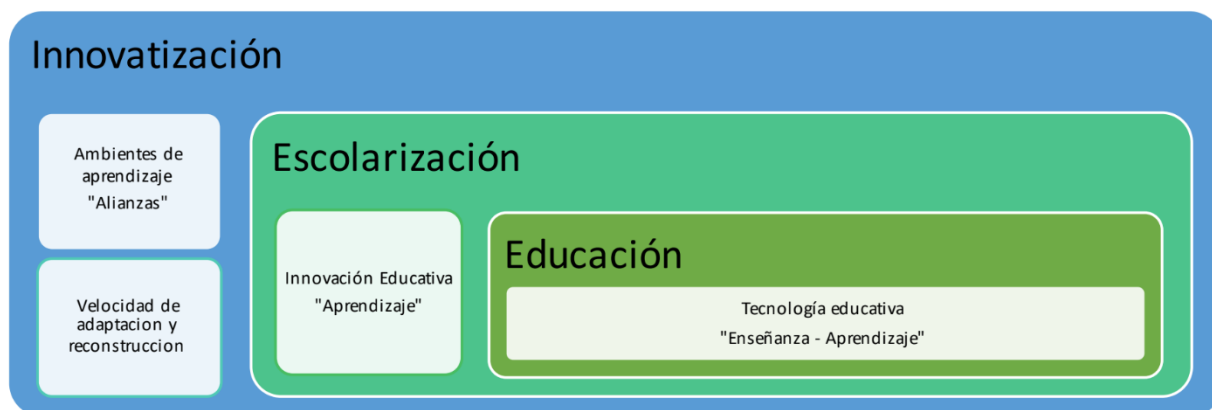 Innovatización
Ambientes de
aprendizaje
"Alianzas"
Velocidad de
adaptacion y
reconstruccion
Escolarización
Innovación Educativa
"Aprendizaje"
Educación
Tecnología educativa
"Enseñanza - Aprendizaje"